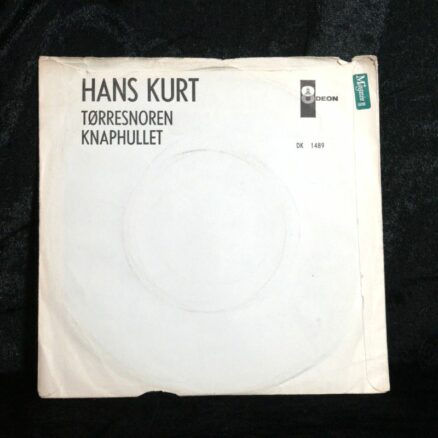 HANS KURT
TØRRESNOREN
KNAPHULLET
ODEON
DK 1489